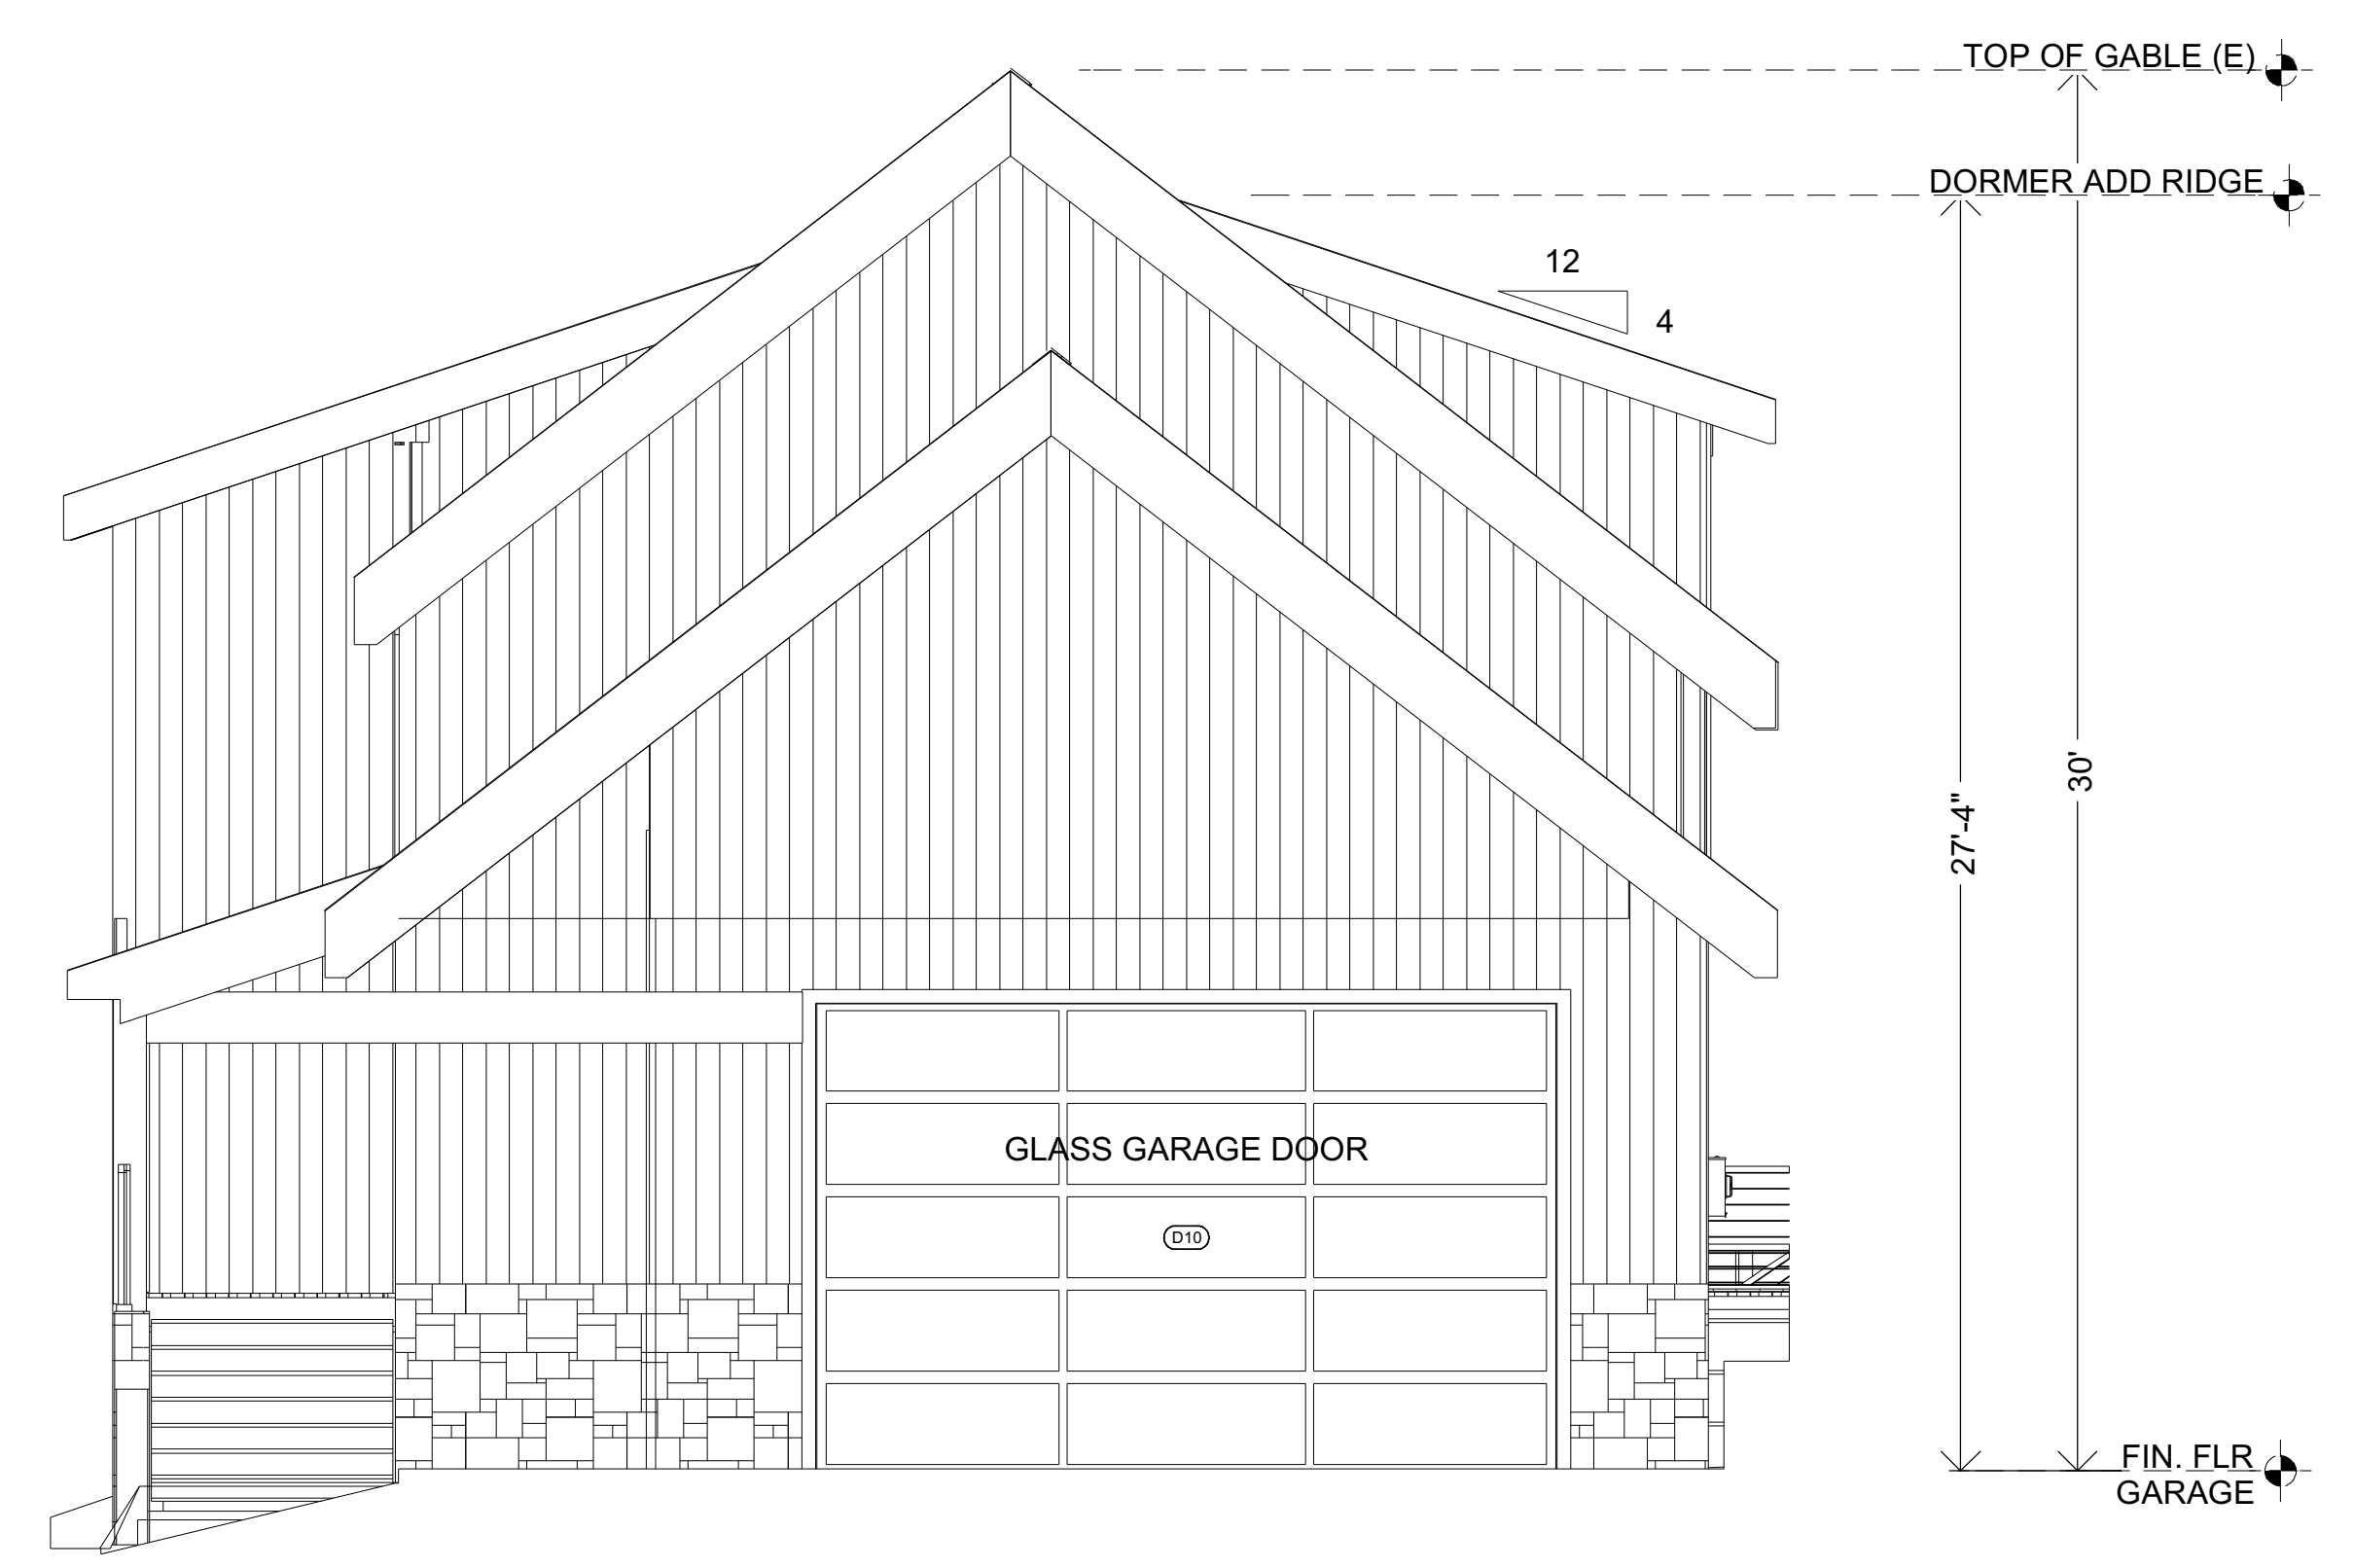 TOP OF GABLE (E)
DORMER ADD RIDGE
12
4
30'
27'-4"
GLASS GARAGE DOOR
D10
FIN. FLR
GARAGE